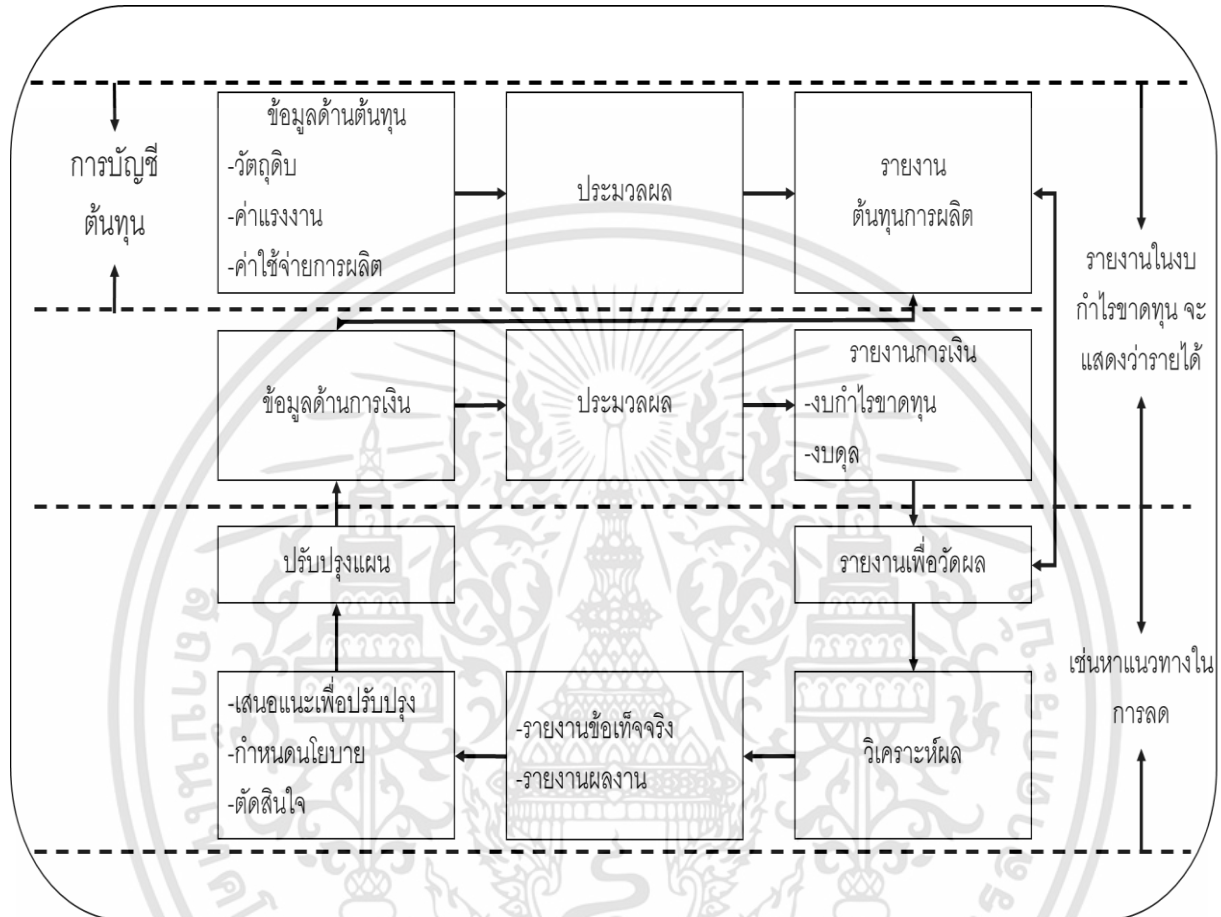 การบัญชี
ต้นทุน
ข้อมูลด้านต้นทุน
-วัตถุดิบ
-ค่าแรงงาน
-ค่าใช้จ่ายการผลิต
ประมวลผล
รายงาน
ต้นทุนการผลิต
รายงานในงบ
กำไรขาดทุน จะ
แสดงว่ารายได้
ข้อมูลด้านการเงิน
ประมวลผล
รายงานการเงิน
-งบกำไรขาดทุน
-งบดุล
ปรับปรุงแผน
รายงานเพื่อวัดผล
-เสนอแนะเพื่อปรับปรุง
-กำหนดนโยบาย
-ตัดสินใจ
-รายงานข้อเท็จจริง
-รายงานผลงาน
วิเคราะห์ผล
เช่นหาแนวทางใน
การลด